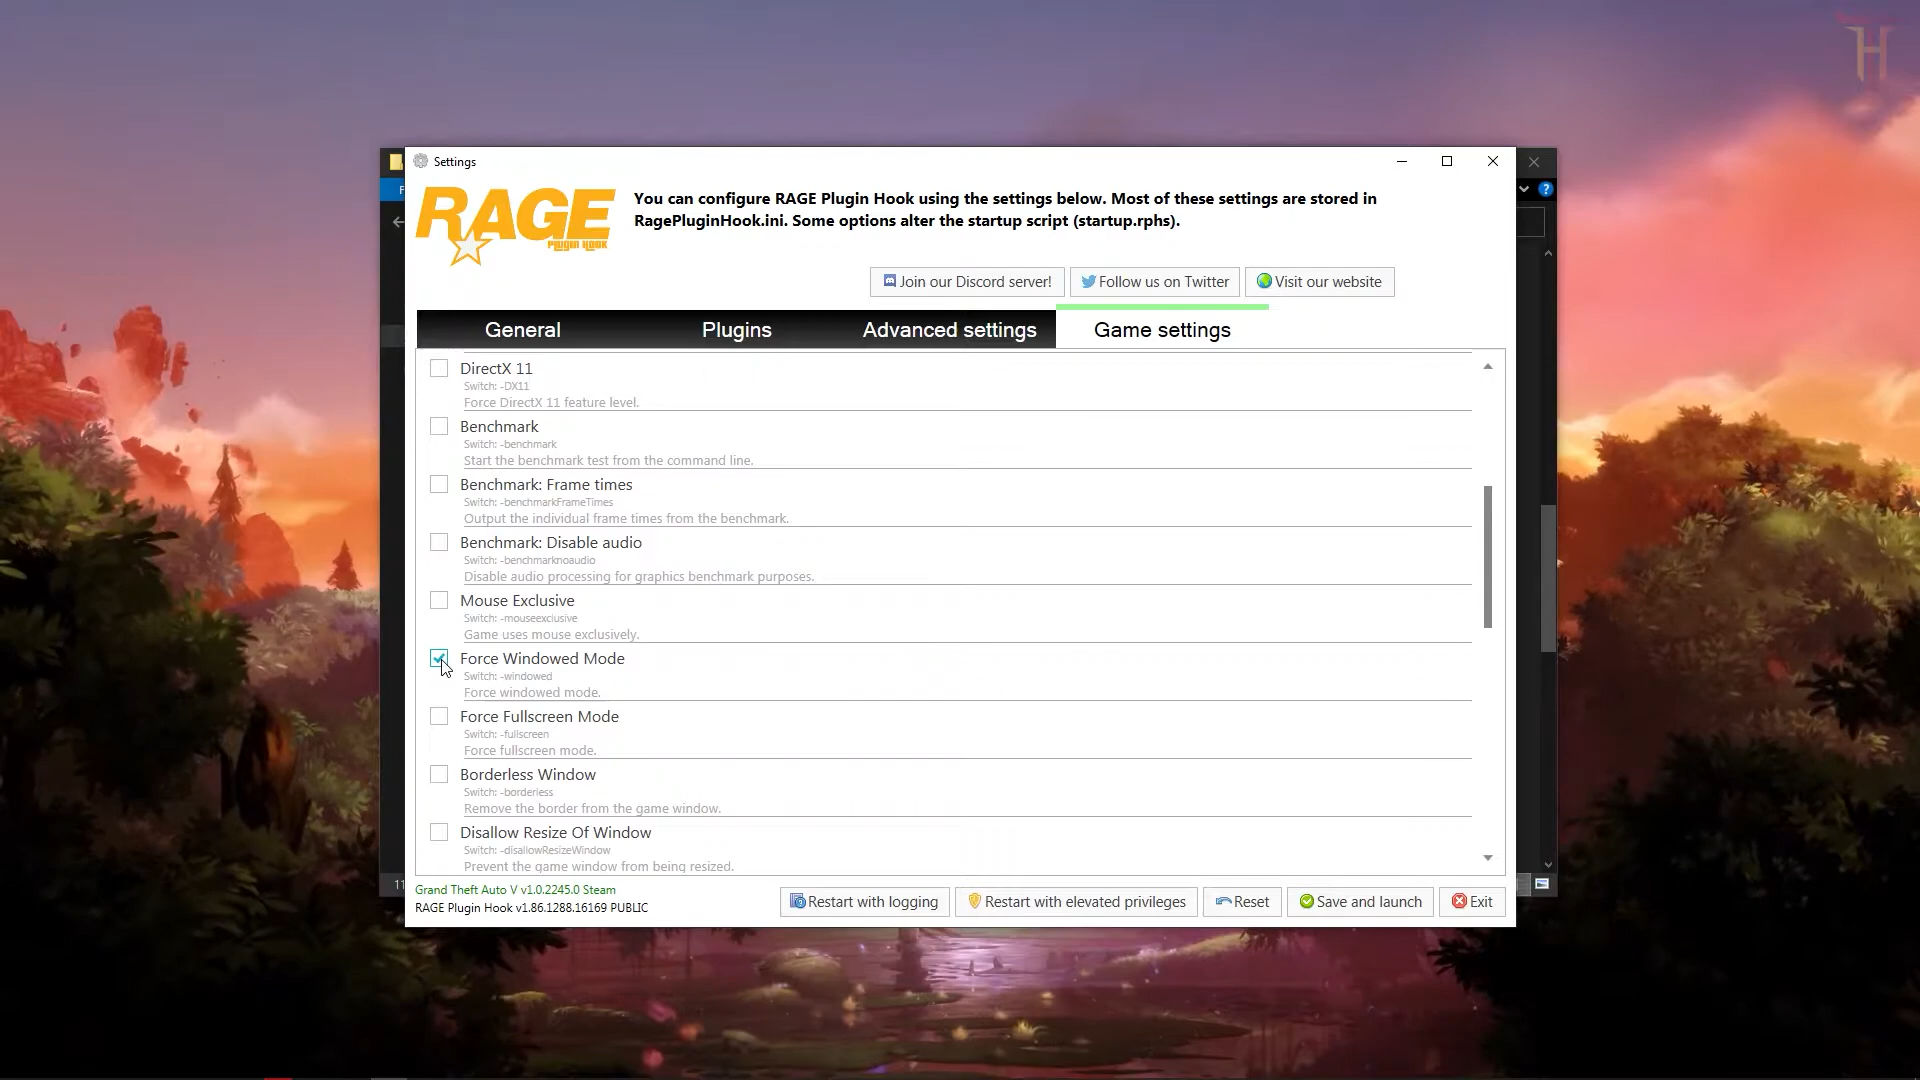 Settings
RAGE
PLUGIN HOOK
You can configure RAGE Plugin Hook using the settings below. Most of these settings are stored in
RagePluginHook.ini. Some options alter the startup script (startup.rphs).
Join our Discord server!
Follow us on Twitter
Visit our website
General
Plugins
Advanced settings
Game settings
DirectX 11
Switch: -DX11
Force DirectX 11 feature level.
Benchmark
Switch: -benchmark
Start the benchmark test from the command line.
Benchmark: Frame times
Switch: -benchmarkFrameTimes
Output the individual frame times from the benchmark.
Benchmark: Disable audio
Switch: -benchmarknoaudio
Disable audio processing for graphics benchmark purposes.
Mouse Exclusive
Switch: -mouseexclusive
Game uses mouse exclusively.
Force Windowed Mode
Switch: -windowed
Force windowed mode.
Force Fullscreen Mode
Switch: -fullscreen
Force fullscreen mode.
Borderless Window
Switch: -borderless
Remove the border from the game window.
Disallow Resize Of Window
Switch: -disallowResizeWindow
Prevent the game window from being resized.
Grand Theft Auto V v1.0.2245.0 Steam
RAGE Plugin Hook v1.86.1288.16169 PUBLIC
Restart with logging
Restart with elevated privileges
Reset
Save and launch
Exit